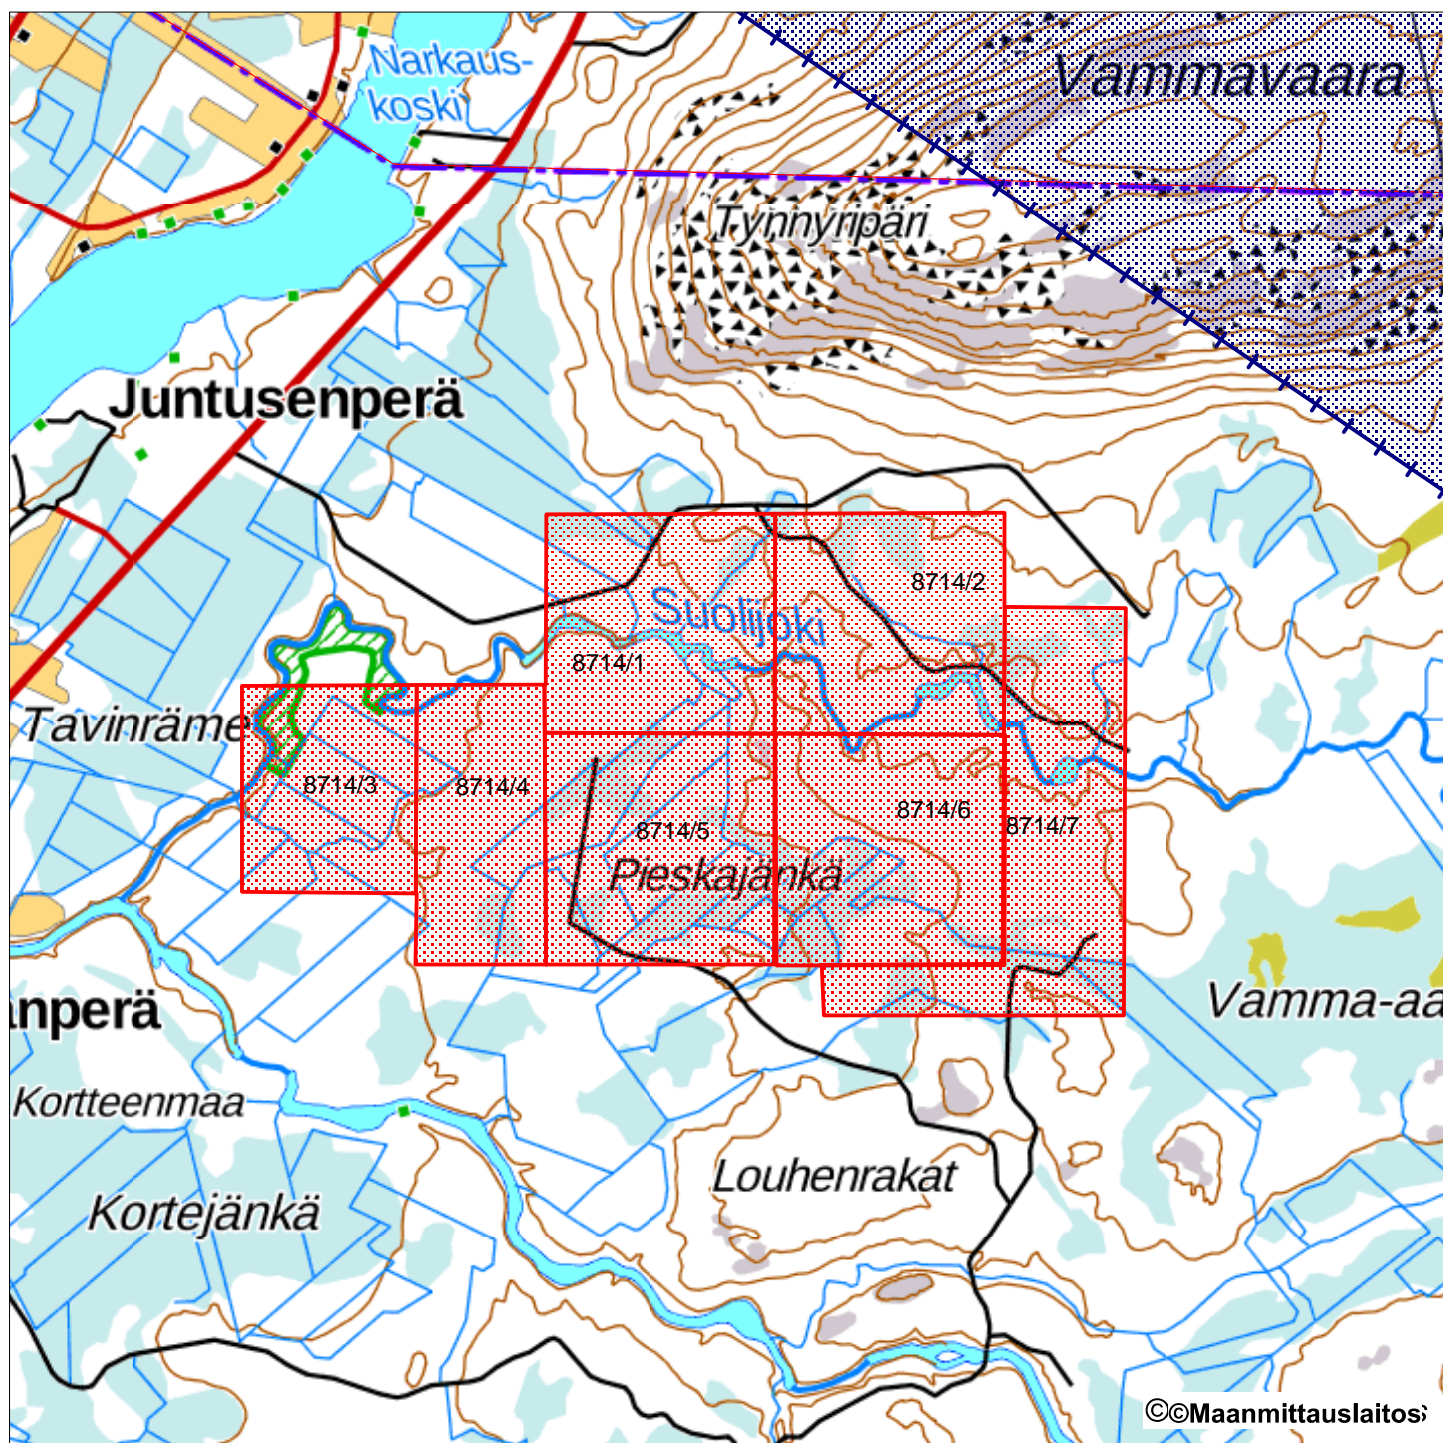 Narkaus-
koski
Vammavaara
Tynnyripäri
Juntusenperä
8714/2
Suolijoki
8714/1
Tavinräme
8714/3
8714/4
8714/5
8714/6
8714/7
Pieskajänkä
anperä
Vamma-aa
Kortteenmaa
Louhenrakat
Kortejänkä
©©Maanmittauslaitos